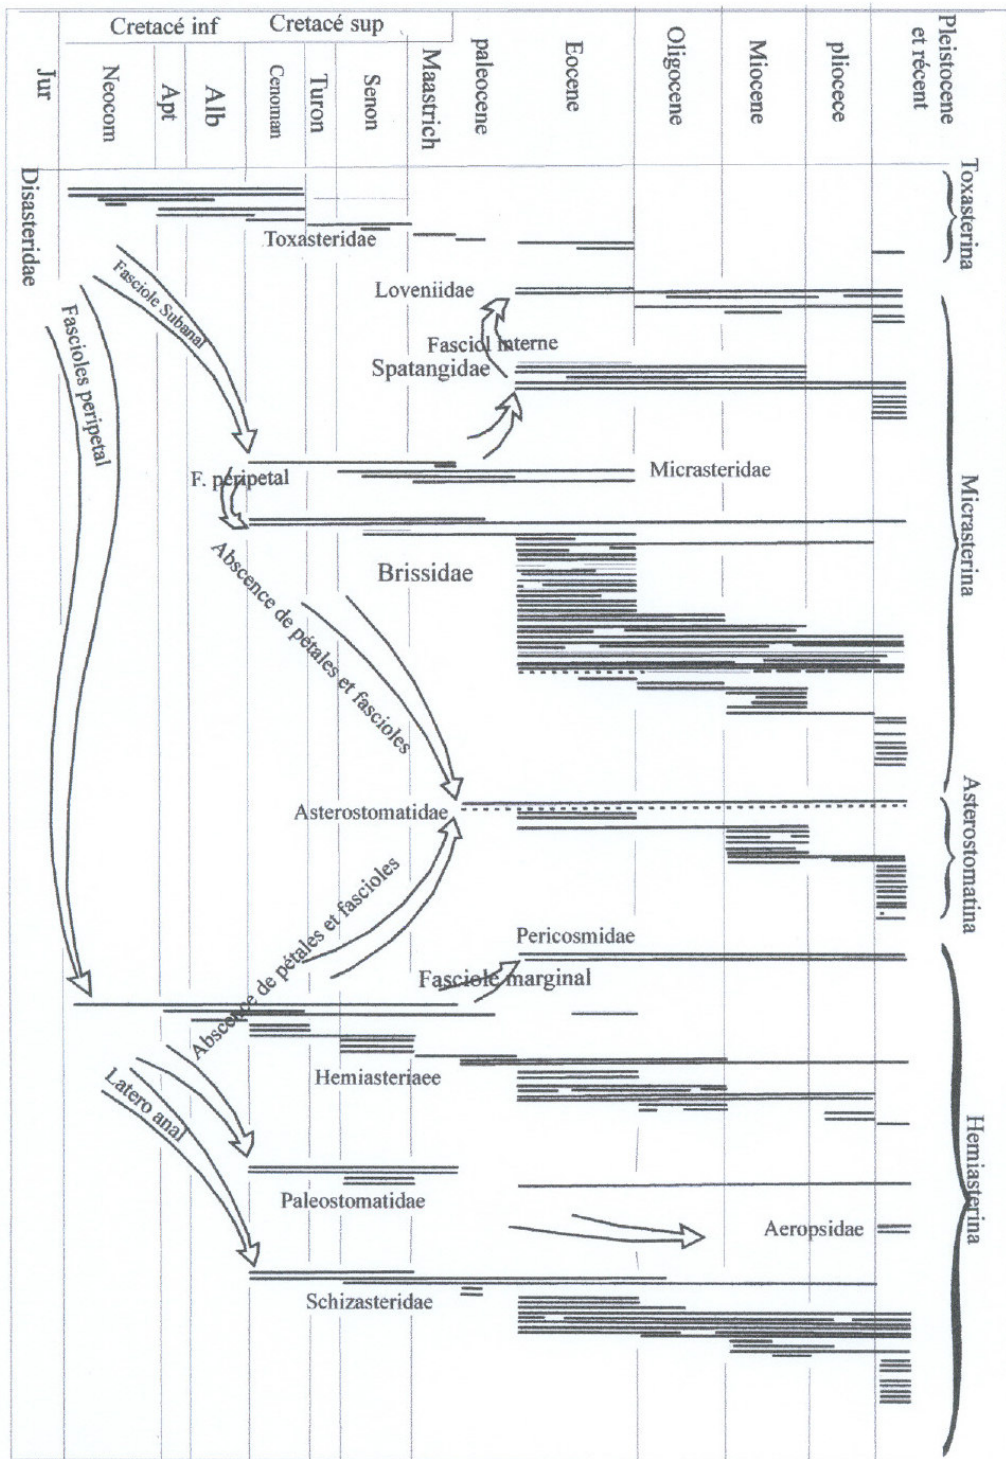 Cretacé inf
Cretacé sup
Jur
Neocom
Apt
Alb
Cenoman
Turon
Senon
Maastrich
paleocene
Eocene
Oligocene
Miocene
pliocece
Pleistocene
et récent
Disasteridae
Toxasteridae
Toxasterina
Fasciole Subanal
Fascioles peripetal
Loveniidae
Fasciol interne
Spatangidae
F. péripetal
Micrasteridae
Micrasterina
Brissidae
Abscence de pétales et fascioles
Asterostomatidae
Asterostomatina
Abscence de pétales et fascioles
Pericosmidae
Fasciole marginal
Hemiasteriaee
Hemiasterina
Latero anal
Paleostomatidae
Aeropsidae
Schizasteridae